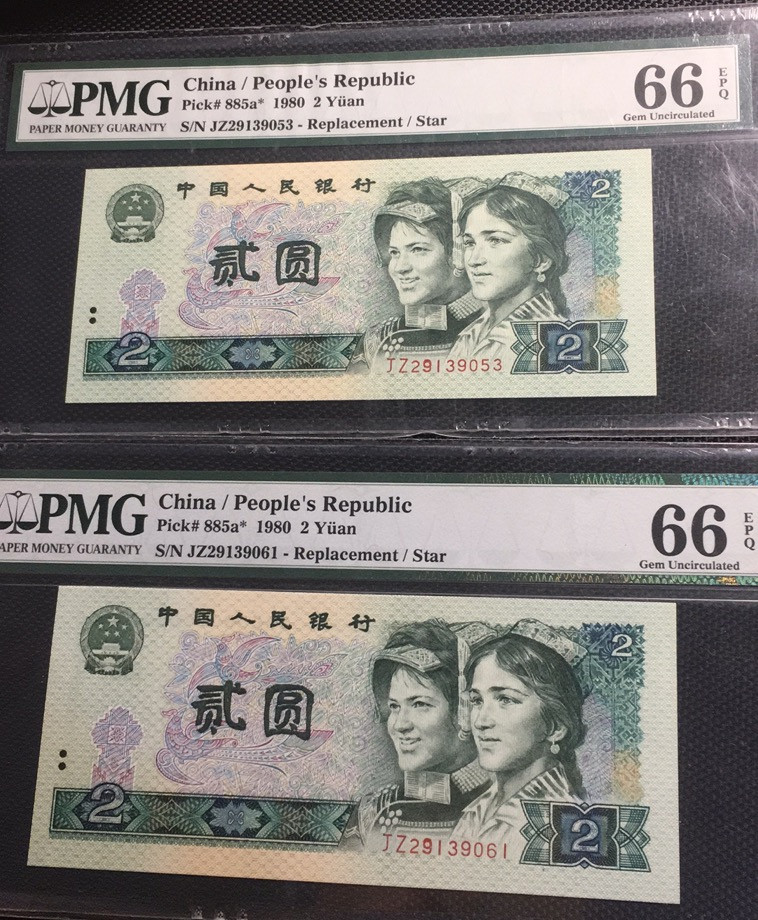 PMG
PAPER MONEY GUARANTY
China / People's Republic
Pick# 885a* 1980 2 Yüan
S/N JZ29139053 - Replacement / Star
66 EPQ
Gem Uncirculated
中国人民银行
2
贰圆
2
JZ29139053
2
PMG
APER MONEY GUARANTY
China / People's Republic
Pick# 885a* 1980 2 Yüan
S/N JZ29139061 - Replacement / Star
66 EPQ
Gem Uncirculated
中国人民银行
2
贰圆
2
JZ29139061
2